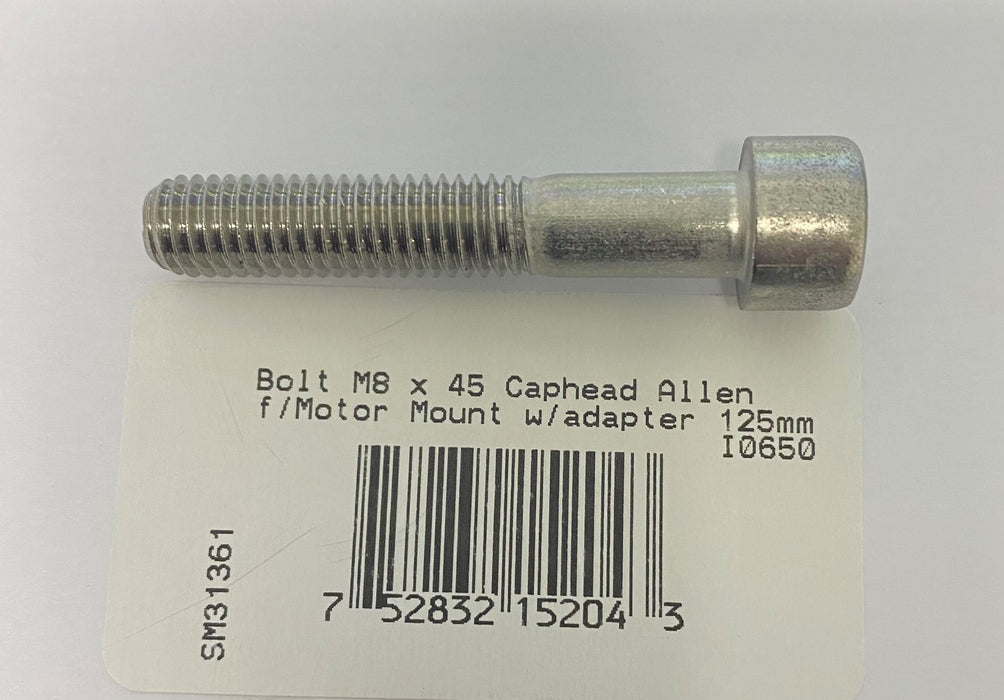 Bolt M8 x 45 Caphead Allen
f/Motor Mount w/adapter 125mm
I0650
SM31361
7 52832 15204 3